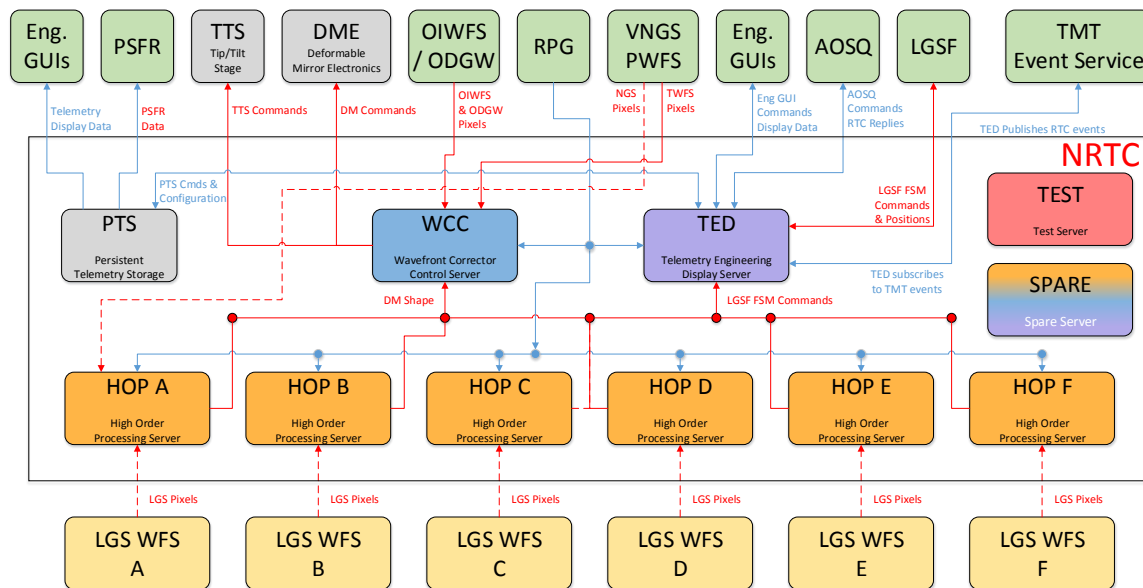 Eng.
GUIs
PSFR
TTS
Tip/Tilt
Stage
DME
Deformable
Mirror Electronics
OIWFS
/ ODGW
RPG
VNGS
PWFS
Eng.
GUIs
AOSQ
LGSF
TMT
Event Service
Telemetry
Display Data
PSFR
Data
TTS Commands
DM Commands
OIWFS
& ODGW
Pixels
NGS
Pixels
TWFS
Pixels
Eng GUI
Commands
Display Data
AOSQ
Commands
RTC Replies
TED Publishes RTC events
NRTC
PTS Cmds &
Configuration
LGSF FSM
Commands
& Positions
PTS
Persistent
Telemetry Storage
WCC
Wavefront Corrector
Control Server
TED
Telemetry Engineering
Display Server
TEST
Test Server
TED subscribes
to TMT events
SPARE
Spare Server
DM Shape
LGSF FSM Commands
HOP A
High Order
Processing Server
HOP B
High Order
Processing Server
HOP C
High Order
Processing Server
HOP D
High Order
Processing Server
HOP E
High Order
Processing Server
HOP F
High Order
Processing Server
LGS Pixels
LGS Pixels
LGS Pixels
LGS Pixels
LGS Pixels
LGS Pixels
LGS WFS
A
LGS WFS
B
LGS WFS
C
LGS WFS
D
LGS WFS
E
LGS WFS
F